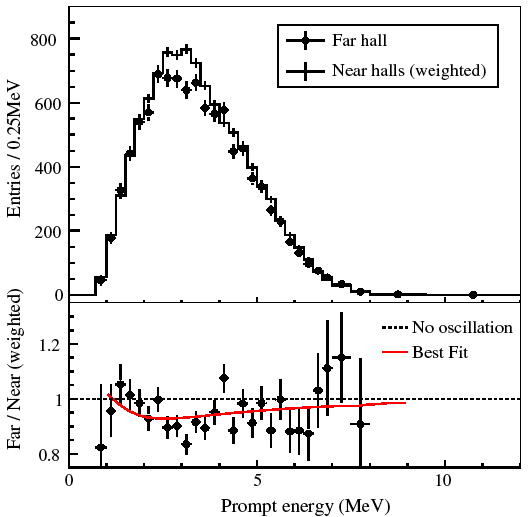 Far hall
Near halls (weighted)
Entries / 0.25MeV
800
600
400
200
0
No oscillation
Best Fit
Far / Near (weighted)
1.2
1
0.8
0
5
10
Prompt energy (MeV)